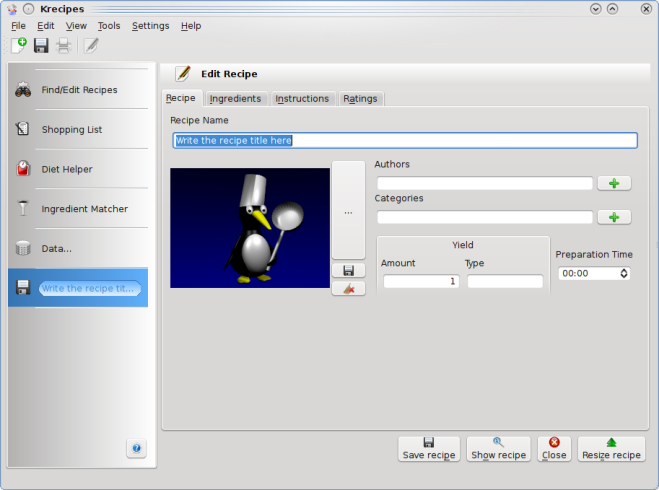 Krecipes
File Edit View Tools Settings Help
Find/Edit Recipes
Shopping List
Diet Helper
Ingredient Matcher
Data...
Write the recipe tit...
Edit Recipe
Recipe Ingredients Instructions Ratings
Recipe Name
Write the recipe title here
...
Authors
Categories
Yield
Amount Type
1
Preparation Time
00:00
Save recipe Show recipe Close Resize recipe